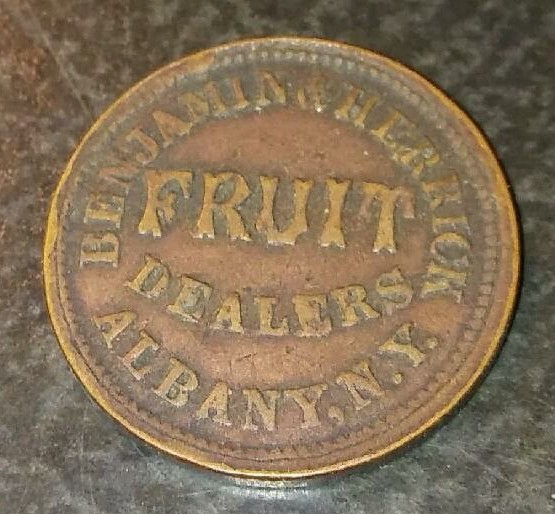 BENJAMIN & HERRICK
FRUIT
DEALERS
ALBANY, N.Y.